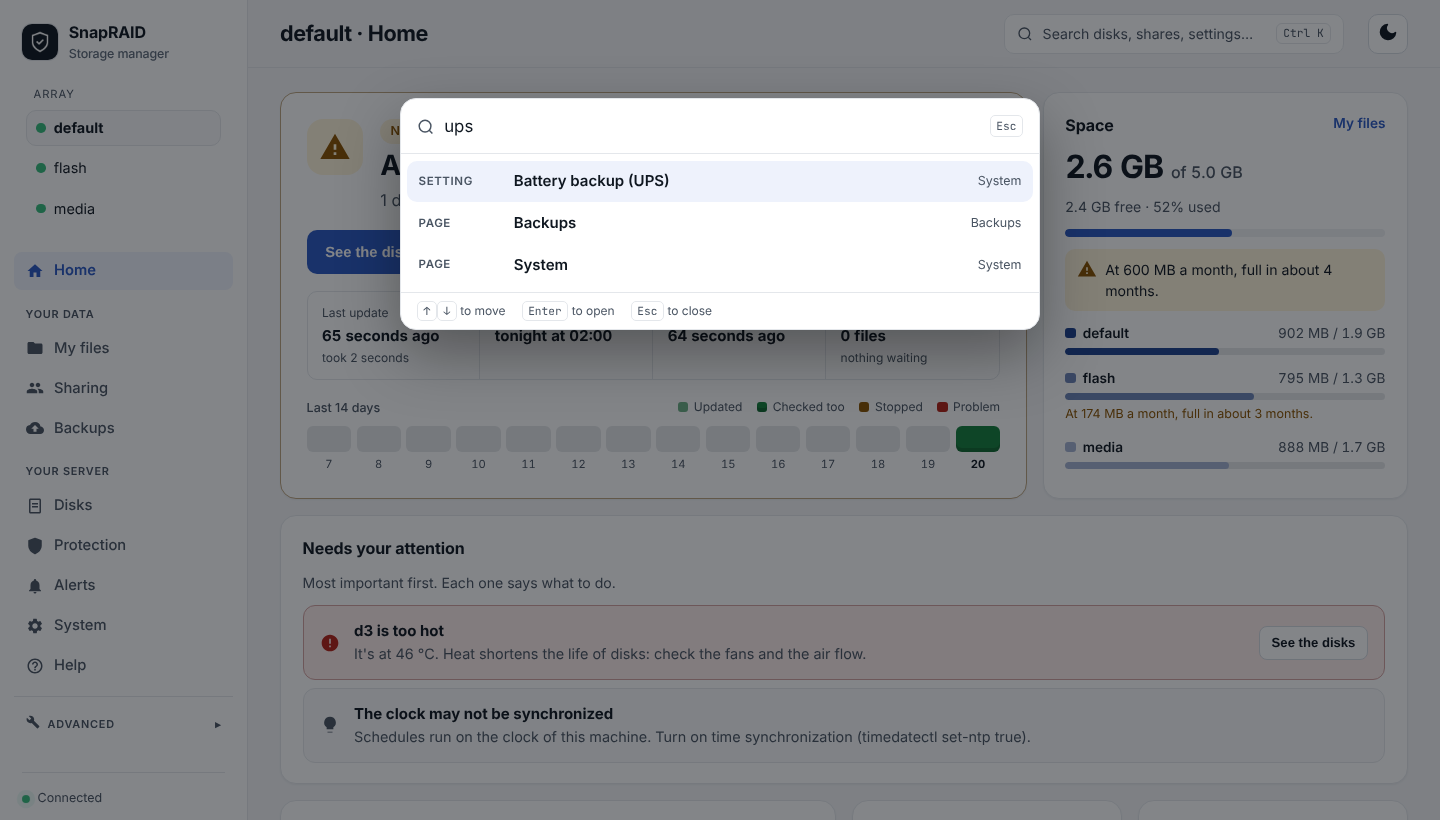 SnapRAID
Storage manager
ARRAY
default
flash
media
Home
YOUR DATA
My files
Sharing
Backups
YOUR SERVER
Disks
Protection
Alerts
System
Help
ADVANCED
Connected
default · Home
Search disks, shares, settings...
Ctrl K
ups
Esc
SETTING Battery backup (UPS) System
PAGE Backups Backups
PAGE System System
↑ ↓ to move Enter to open Esc to close
See the dis
Last update
65 seconds ago tonight at 02:00 64 seconds ago 0 files
took 2 seconds nothing waiting
Last 14 days Updated Checked too Stopped Problem
7 8 9 10 11 12 13 14 15 16 17 18 19 20
Space My files
2.6 GB of 5.0 GB
2.4 GB free · 52% used
At 600 MB a month, full in about 4
months.
default 902 MB / 1.9 GB
flash 795 MB / 1.3 GB
At 174 MB a month, full in about 3 months.
media 888 MB / 1.7 GB
Needs your attention
Most important first. Each one says what to do.
d3 is too hot
It's at 46 °C. Heat shortens the life of disks: check the fans and the air flow.
See the disks
The clock may not be synchronized
Schedules run on the clock of this machine. Turn on time synchronization (timedatectl set-ntp true).